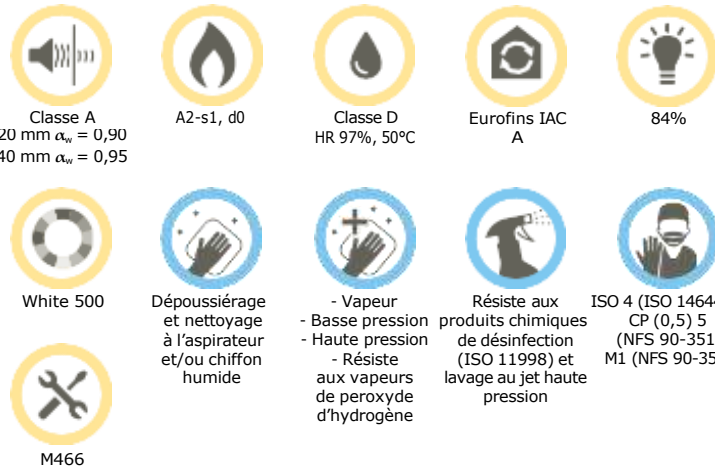 Classe A
20 mm αw = 0,90
40 mm αw = 0,95
A2-s1, d0
Classe D
HR 97%, 50°C
Eurofins IAC
A
84%
White 500
Dépoussiérage
et nettoyage
à l’aspirateur
et/ou chiffon
humide
- Vapeur
- Basse pression
- Haute pression
- Résiste
aux vapeurs
de peroxyde
d’hydrogène
Résiste aux
produits chimiques
de désinfection
(ISO 11998) et
lavage au jet haute
pression
ISO 4 (ISO 14644
CP (0,5) 5
(NFS 90-351
M1 (NFS 90-35
M466